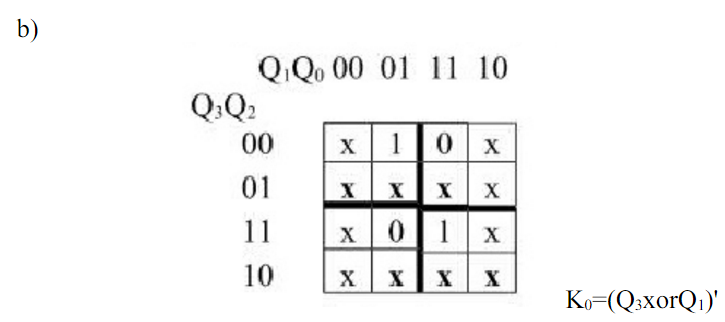 b)
Q₁Q₀ 00 01 11 10
Q₃Q₂
00 x 1 0 x
01 x x x x
11 x 0 1 x
10 x x x x
K₀=(Q₃xorQ₁)'